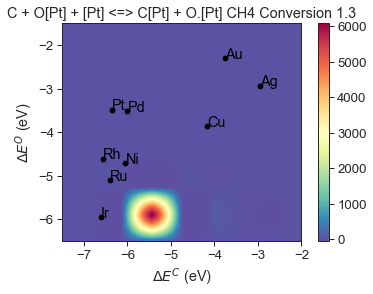 C + O[Pt] + [Pt] <=> C[Pt] + O.[Pt] CH4 Conversion 1.3
6000
5000
4000
3000
2000
1000
0
−2
−3
−4
−5
−6
ΔE^O (eV)
Au
Ag
Pt
Pd
Cu
Rh
Ni
Ru
Ir
−7
−6
−5
−4
−3
−2
ΔE^C (eV)